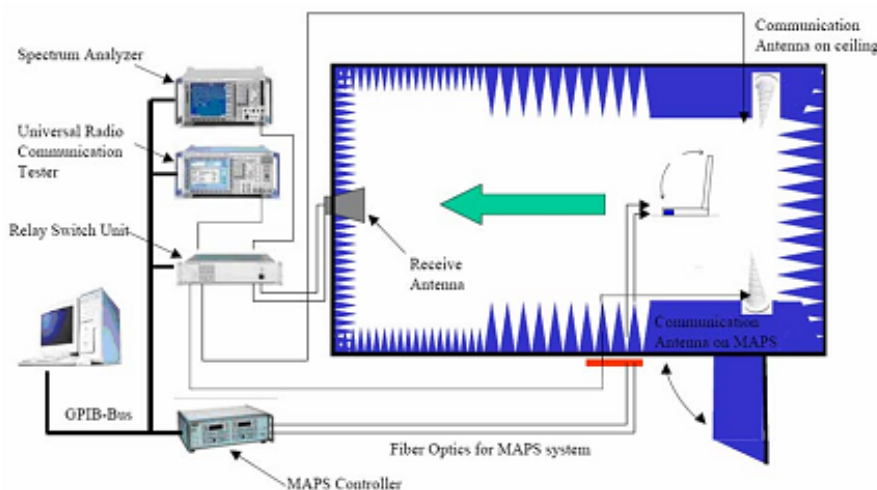 Communication
Antenna on ceiling
Spectrum Analyzer
Universal Radio
Communication
Tester
Relay Switch Unit
Receive
Antenna
Communication
Antenna on MAPS
GPIB-Bus
Fiber Optics for MAPS system
MAPS Controller